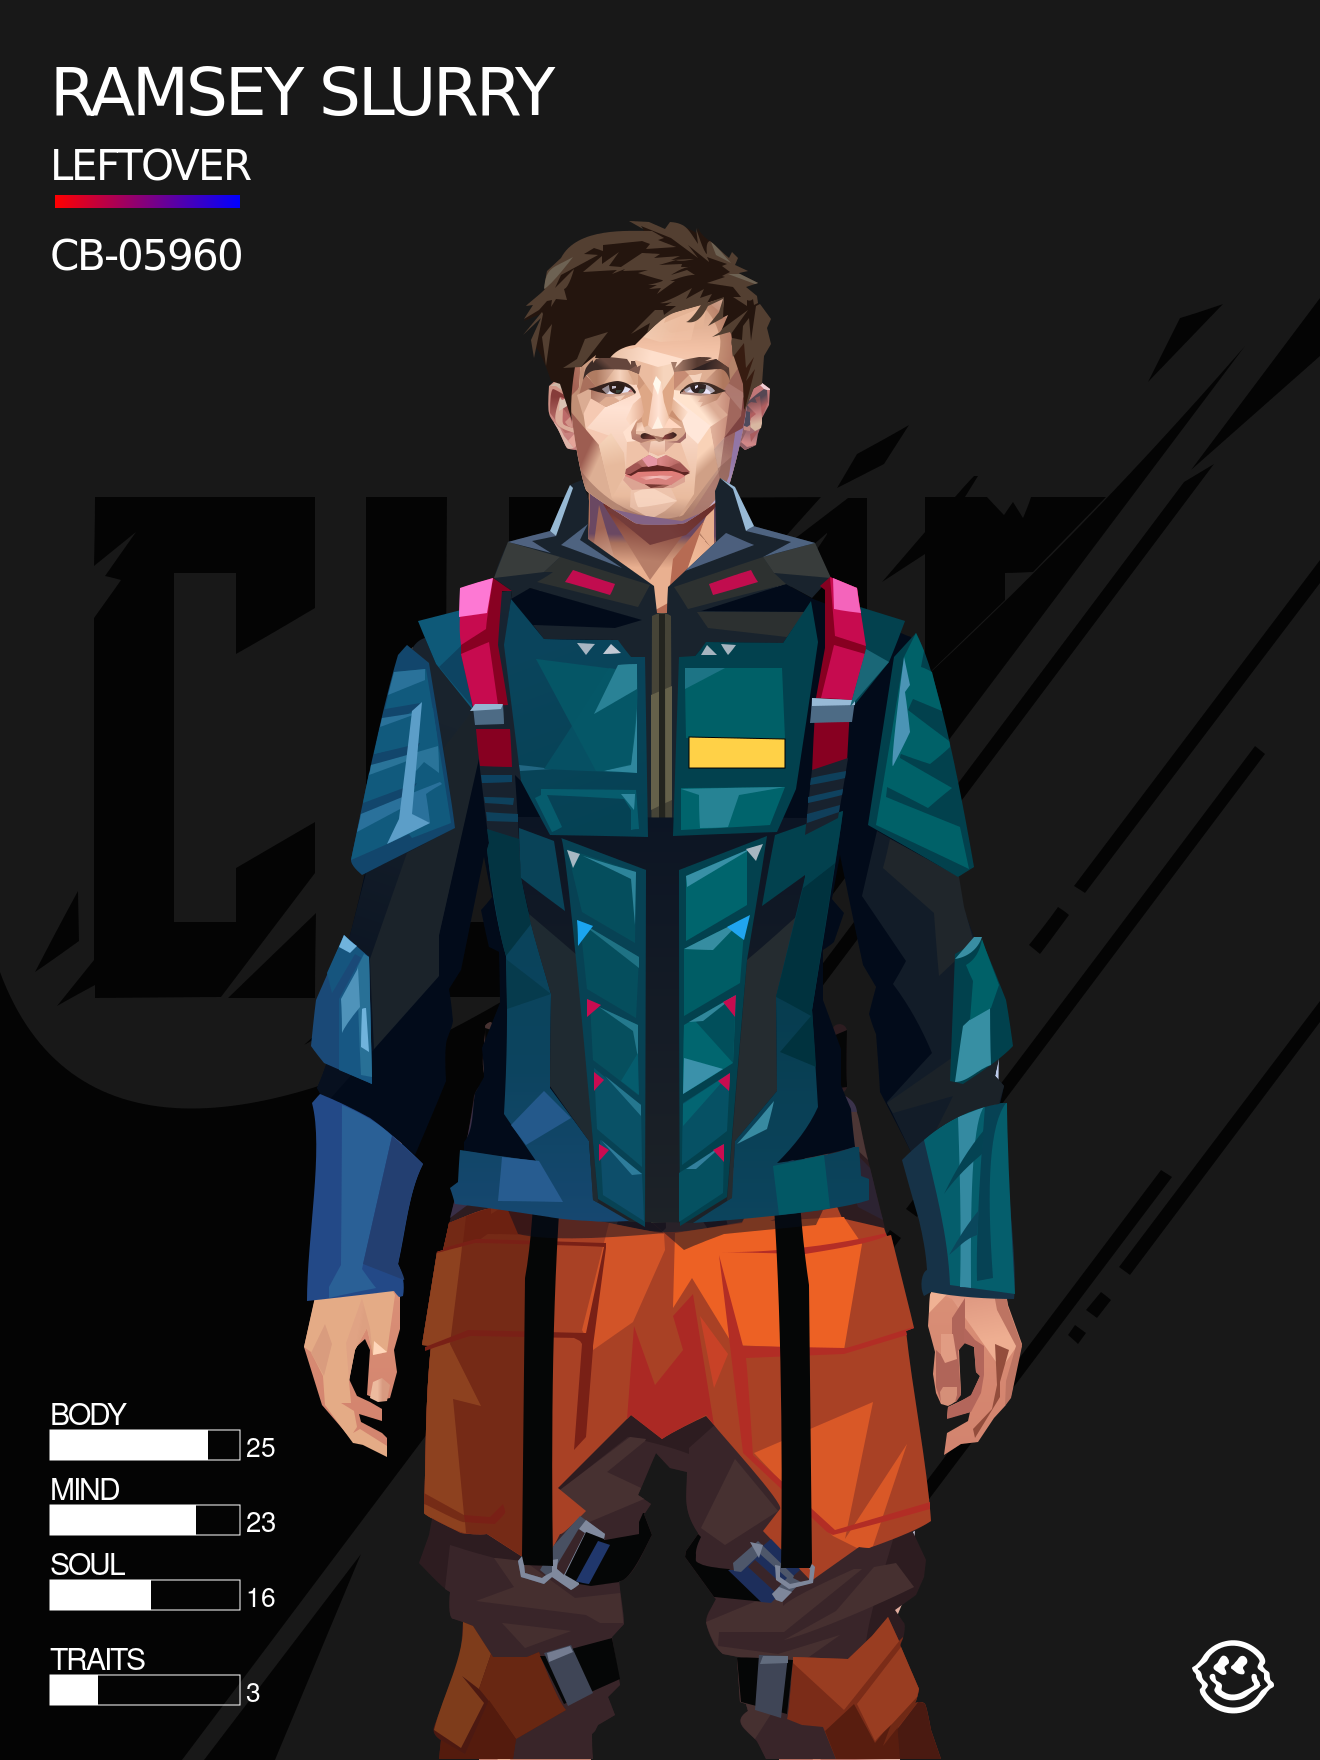 RAMSEY SLURRY
LEFTOVER
CB-05960
BODY
25
MIND
23
SOUL
16
TRAITS
3